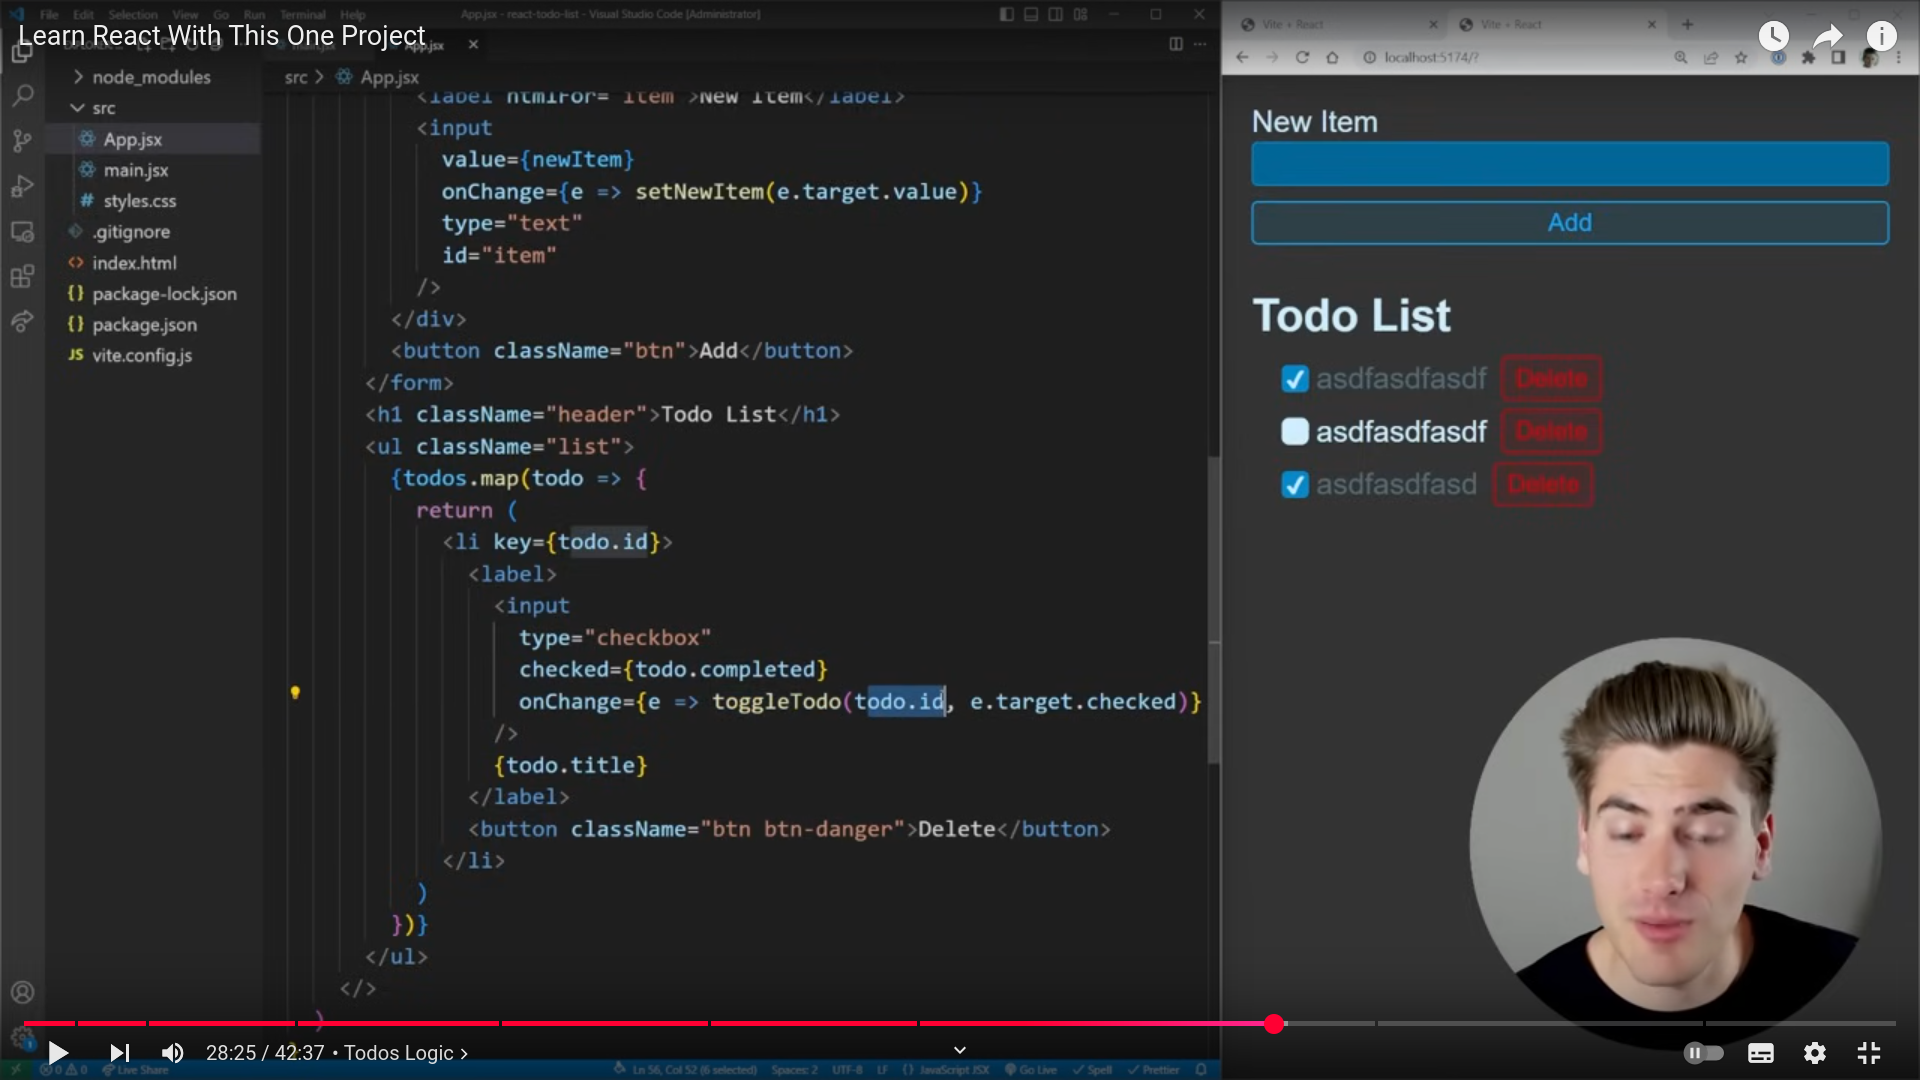 File Edit Selection View Go Run Terminal Help
App.jsx - react-todo-list - Visual Studio Code [Administrator]
Learn React With This One Project
App.jsx
node_modules
src
App.jsx
main.jsx
# styles.css
.gitignore
<> index.html
{} package-lock.json
{} package.json
JS vite.config.js
src > App.jsx
<label htmlFor="item">New Item</label>
<input
value={newItem}
onChange={e => setNewItem(e.target.value)}
type="text"
id="item"
/>
</div>
<button className="btn">Add</button>
</form>
<h1 className="header">Todo List</h1>
<ul className="list">
{todos.map(todo => {
return (
<li key={todo.id}>
<label>
<input
type="checkbox"
checked={todo.completed}
onChange={e => toggleTodo(todo.id, e.target.checked)}
/>
{todo.title}
</label>
<button className="btn btn-danger">Delete</button>
</li>
)
})}
</ul>
</>
)
Vite + React
Vite + React
localhost:5174/?
New Item
Add
Todo List
asdfasdfasdf Delete
asdfasdfasdf Delete
asdfasdfasd Delete
28:25 / 42:37 • Todos Logic >
0 0 Live Share
Ln 56, Col 52 (6 selected) Spaces: 2 UTF-8 LF {} JavaScript JSX Go Live Spell Prettier